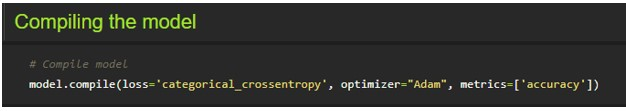 Compiling the model
# Compile model
model.compile(loss='categorical_crossentropy', optimizer="Adam", metrics=['accuracy'])